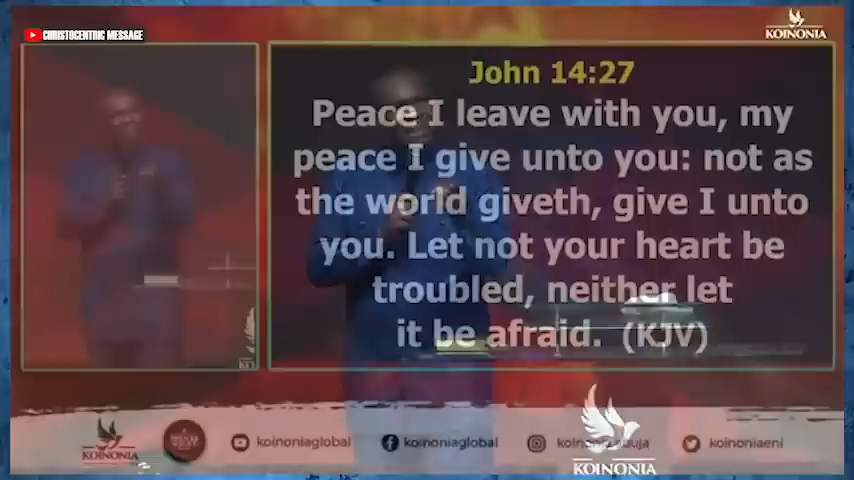 CHRISTOCENTRIC MESSAGE
KOINONIA
John 14:27
Peace I leave with you, my
peace I give unto you: not as
the world giveth, give I unto
you. Let not your heart be
troubled, neither let
it be afraid. (KJV)
KOINONIA
koinoniaglobal
koinoniaglobal
koinoniaeni
KOINONIA